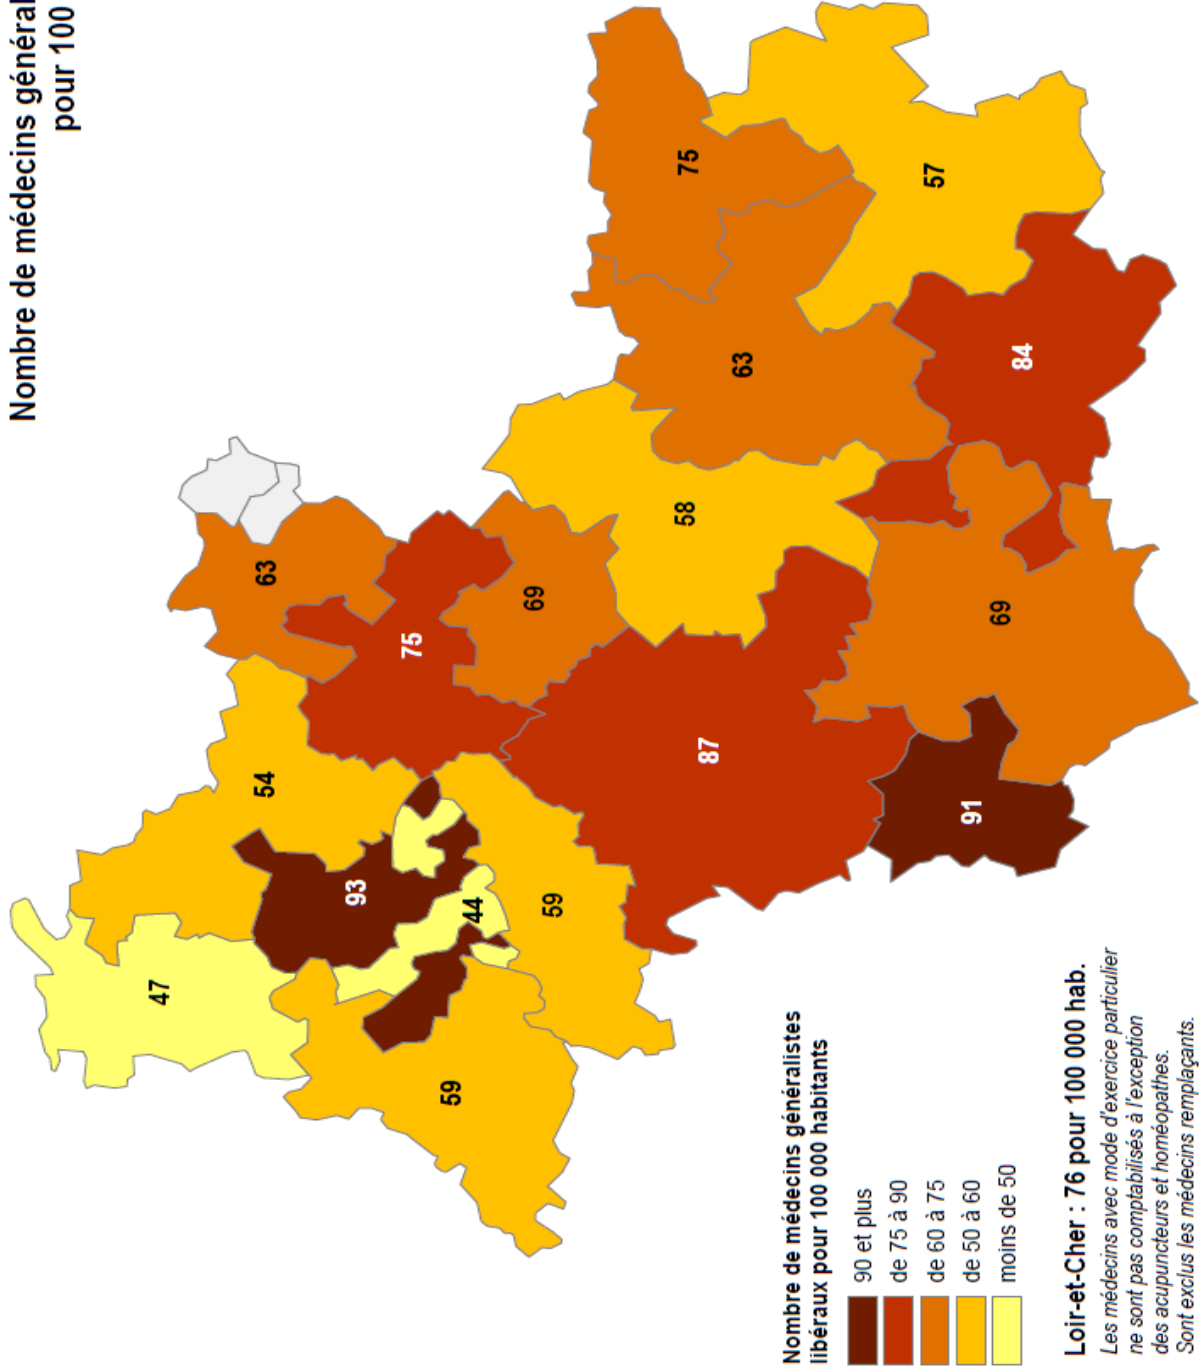 Nombre de médecins général
pour 100
47
54
63
93
75
44
59
69
59
58
63
75
57
87
84
69
91
Nombre de médecins généralistes
libéraux pour 100 000 habitants
90 et plus
de 75 à 90
de 60 à 75
de 50 à 60
moins de 50
Loir-et-Cher : 76 pour 100 000 hab.
Les médecins avec mode d'exercice particulier
ne sont pas comptabilisés à l'exception
des acupuncteurs et homéopathes.
Sont exclus les médecins remplaçants.